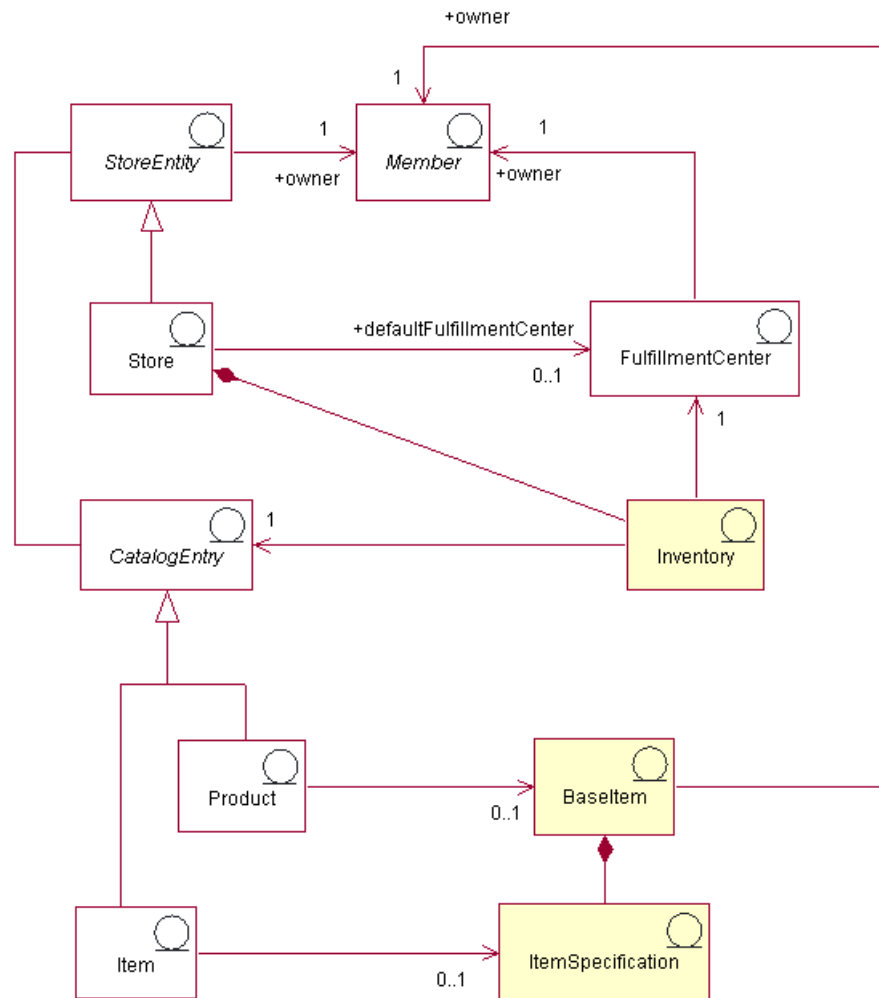 +owner
1
StoreEntity
1
+owner
Member
1
+owner
Store
+defaultFulfillmentCenter
0..1
FulfillmentCenter
1
CatalogEntry
1
Inventory
Product
0..1
BaseItem
Item
0..1
ItemSpecification